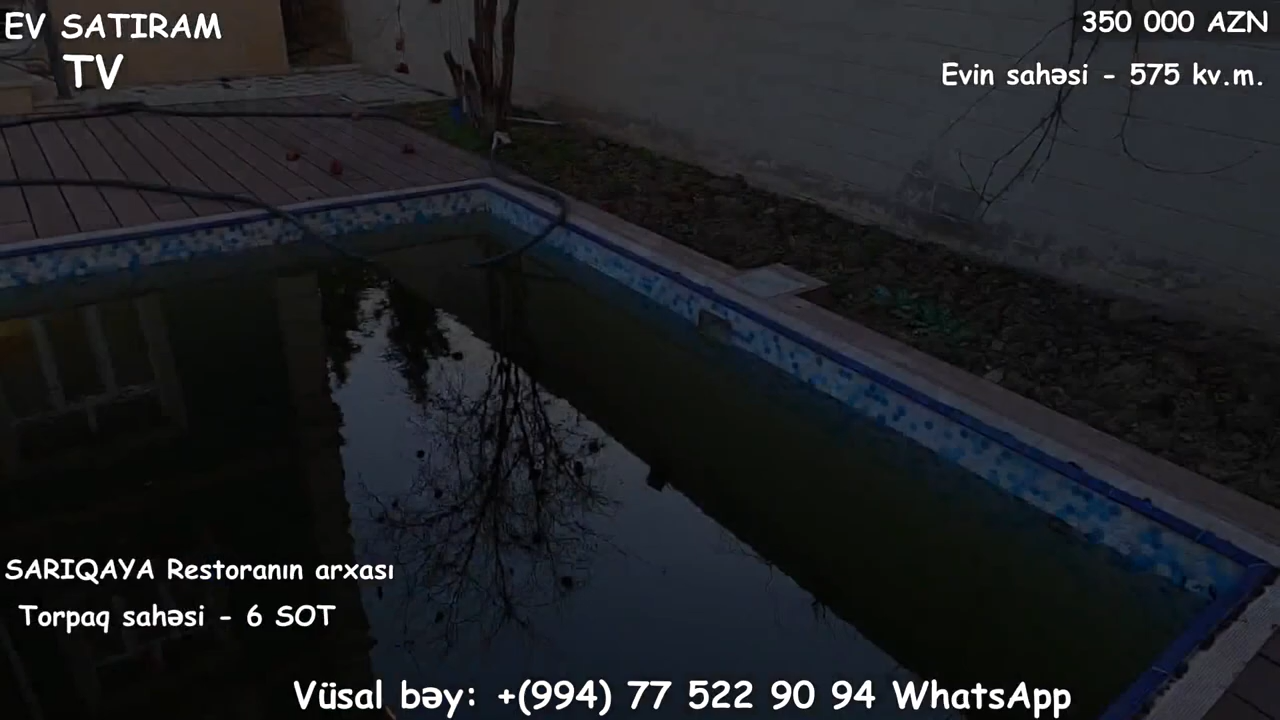 EV SATIRAM
TV
350 000 AZN
Evin sahəsi - 575 kv.m.
SARIQAYA Restoranın arxası
Torpaq sahəsi - 6 SOT
Vüsal bəy: +(994) 77 522 90 94 WhatsApp